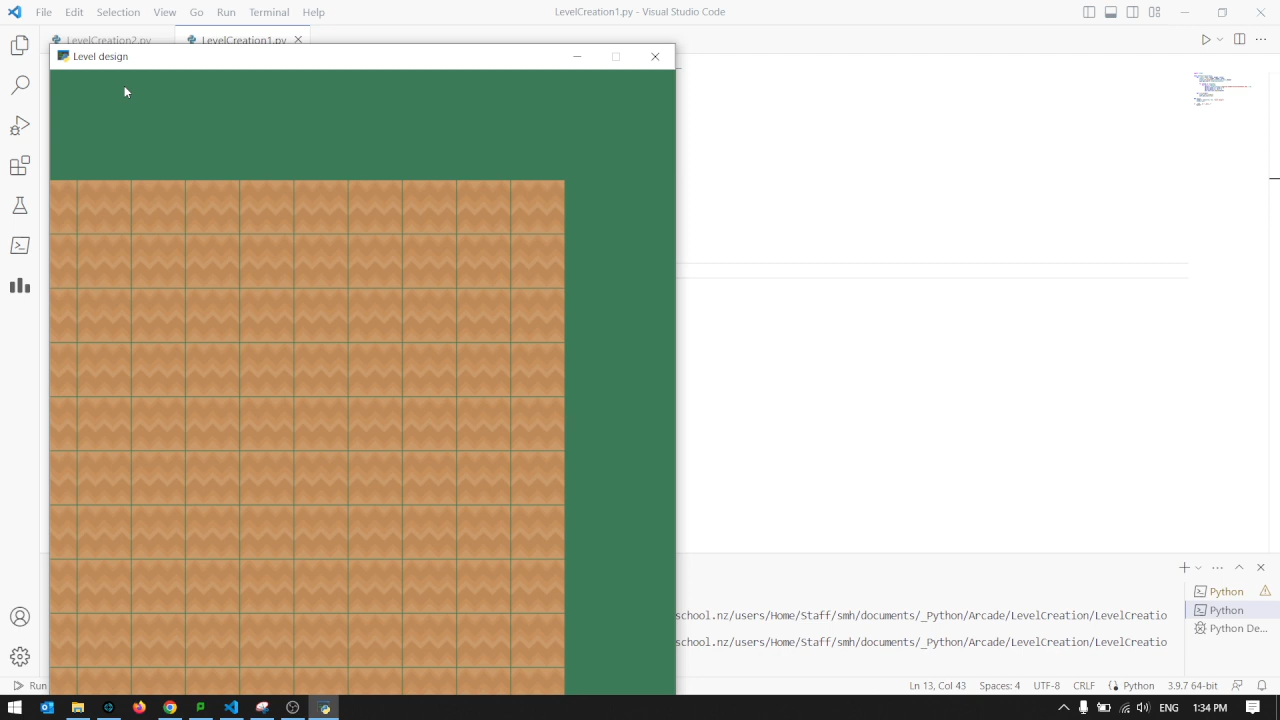 File Edit Selection View Go Run Terminal Help
LevelCreation1.py - Visual Studio Code
LevelCreation2.py
LevelCreation1.py
Level design
Python
school.nz/users/Home/Staff/smh/documents/_Python/Arcade/LevelCreation/LevelCreatio
Python
Python De...
school.nz/users/Home/Staff/smh/documents/_Python/Arcade/LevelCreation/LevelCreatio
Run
Ln 13, Col 43 Spaces: 4 UTF-8 CRLF Python 3.9.7 64-bit
ENG 1:34 PM